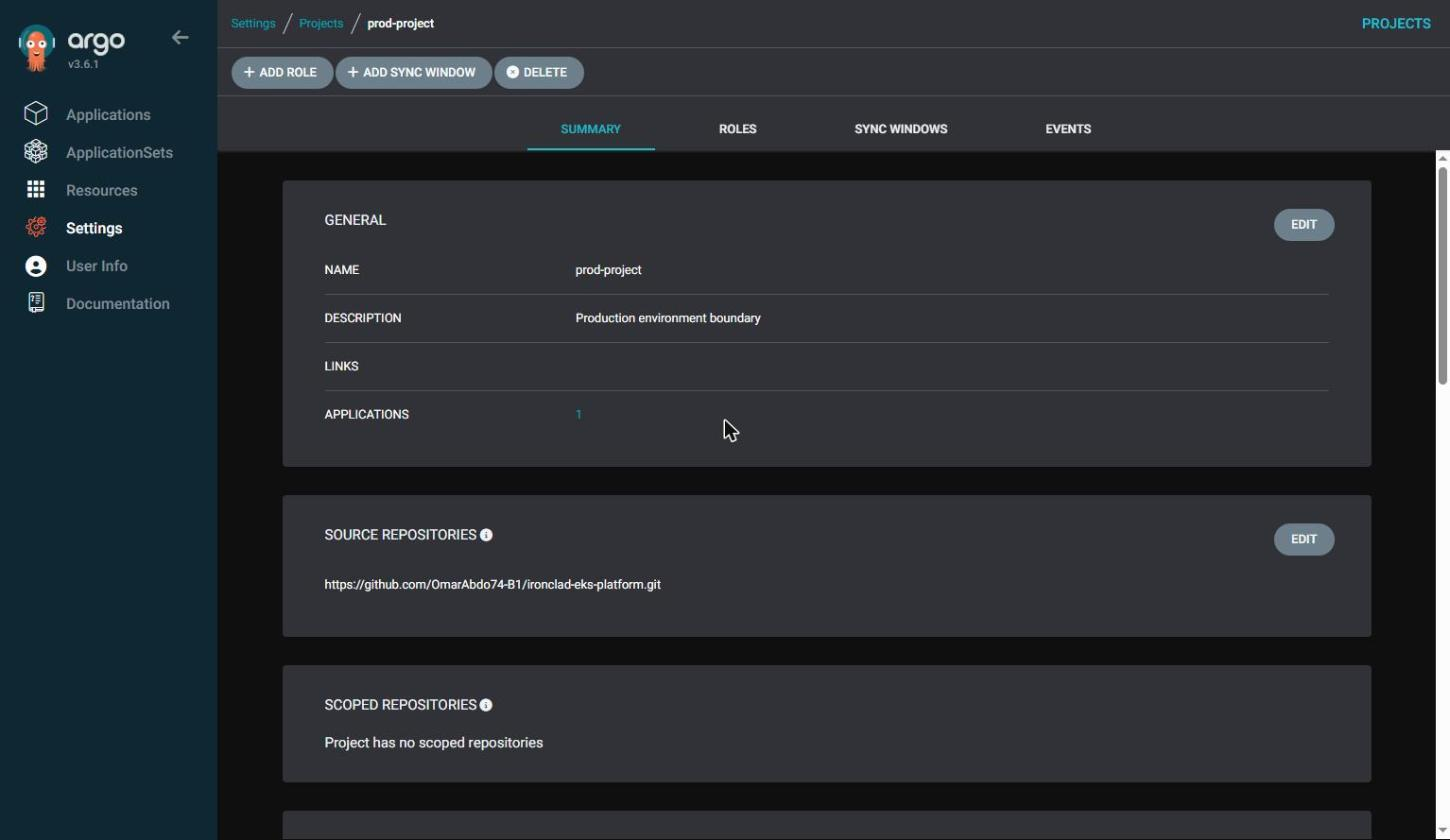 argo
v3.6.1
Applications
ApplicationSets
Resources
Settings
User Info
Documentation
Settings / Projects / prod-project
PROJECTS
+ ADD ROLE
+ ADD SYNC WINDOW
DELETE
SUMMARY
ROLES
SYNC WINDOWS
EVENTS
GENERAL
EDIT
NAME prod-project
DESCRIPTION Production environment boundary
LINKS
APPLICATIONS 1
SOURCE REPOSITORIES
EDIT
https://github.com/OmarAbdo74-B1/ironclad-eks-platform.git
SCOPED REPOSITORIES
Project has no scoped repositories